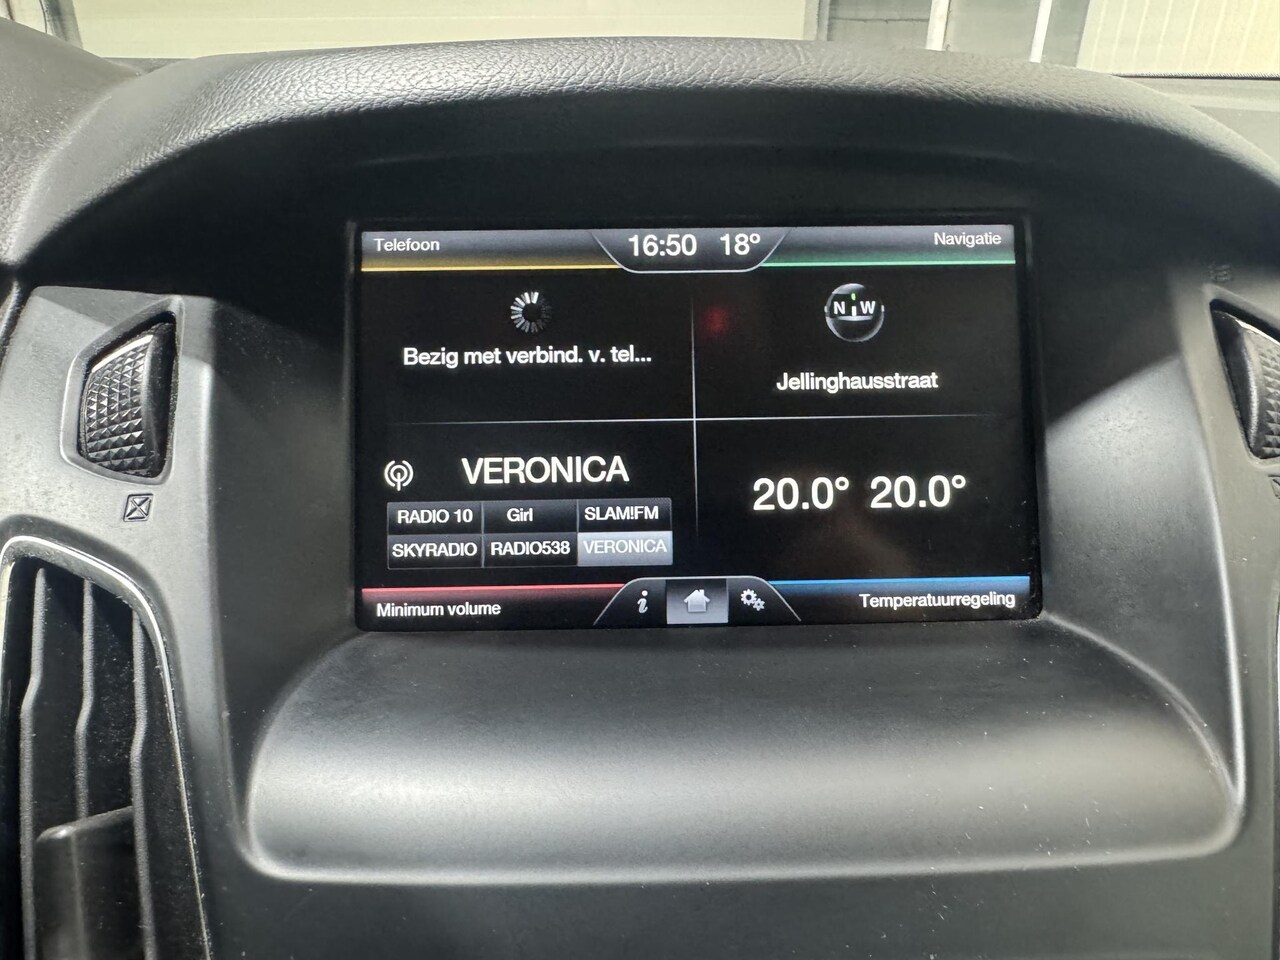 Telefoon
16:50 18°
Navigatie
N W
Bezig met verbind. v. tel...
Jellinghausstraat
VERONICA
20.0° 20.0°
RADIO 10 Girl SLAM!FM
SKYRADIO RADIO538 VERONICA
Minimum volume
i
Temperatuurregeling